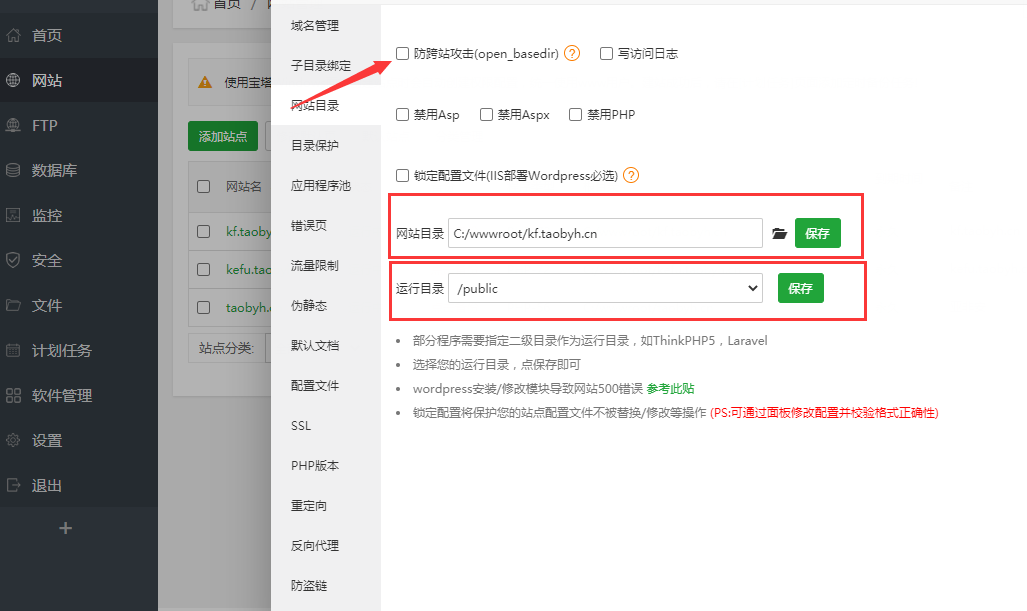 首页
网站
FTP
数据库
监控
安全
文件
计划任务
软件管理
设置
退出
首页 /
使用宝塔
添加站点
网站名
kf.taoby
kefu.tao
taobyh.
站点分类:
域名管理
子目录绑定
网站目录
目录保护
应用程序池
错误页
流量限制
伪静态
默认文档
配置文件
SSL
PHP版本
重定向
反向代理
防盗链
防跨站攻击(open_basedir) ? 写访问日志
禁用Asp 禁用Aspx 禁用PHP
锁定配置文件(IIS部署Wordpress必选) ?
网站目录 C:/wwwroot/kf.taobyh.cn 保存
运行目录 /public 保存
部分程序需要指定二级目录作为运行目录，如ThinkPHP5，Laravel
选择您的运行目录，点保存即可
wordpress安装/修改模块导致网站500错误 参考此贴
锁定配置将保护您的站点配置文件不被替换/修改等操作 (PS:可通过面板修改配置并校验格式正确性)